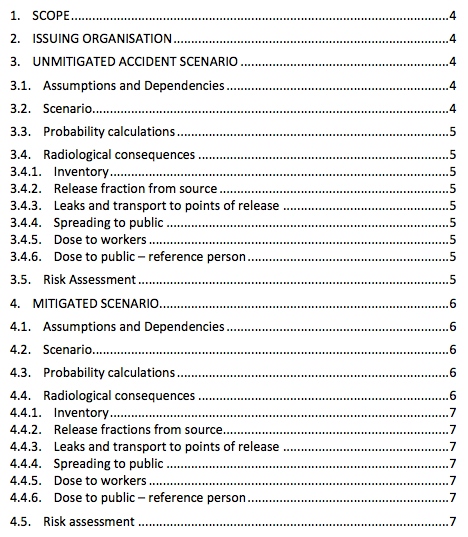 1. SCOPE 4
2. ISSUING ORGANISATION 4
3. UNMITIGATED ACCIDENT SCENARIO 4
3.1. Assumptions and Dependencies 4
3.2. Scenario 4
3.3. Probability calculations 5
3.4. Radiological consequences 5
3.4.1. Inventory 5
3.4.2. Release fraction from source 5
3.4.3. Leaks and transport to points of release 5
3.4.4. Spreading to public 5
3.4.5. Dose to workers 5
3.4.6. Dose to public – reference person 5
3.5. Risk Assessment 5
4. MITIGATED SCENARIO 6
4.1. Assumptions and Dependencies 6
4.2. Scenario 6
4.3. Probability calculations 6
4.4. Radiological consequences 6
4.4.1. Inventory 7
4.4.2. Release fractions from source 7
4.4.3. Leaks and transport to points of release 7
4.4.4. Spreading to public 7
4.4.5. Dose to workers 7
4.4.6. Dose to public – reference person 7
4.5. Risk assessment 7